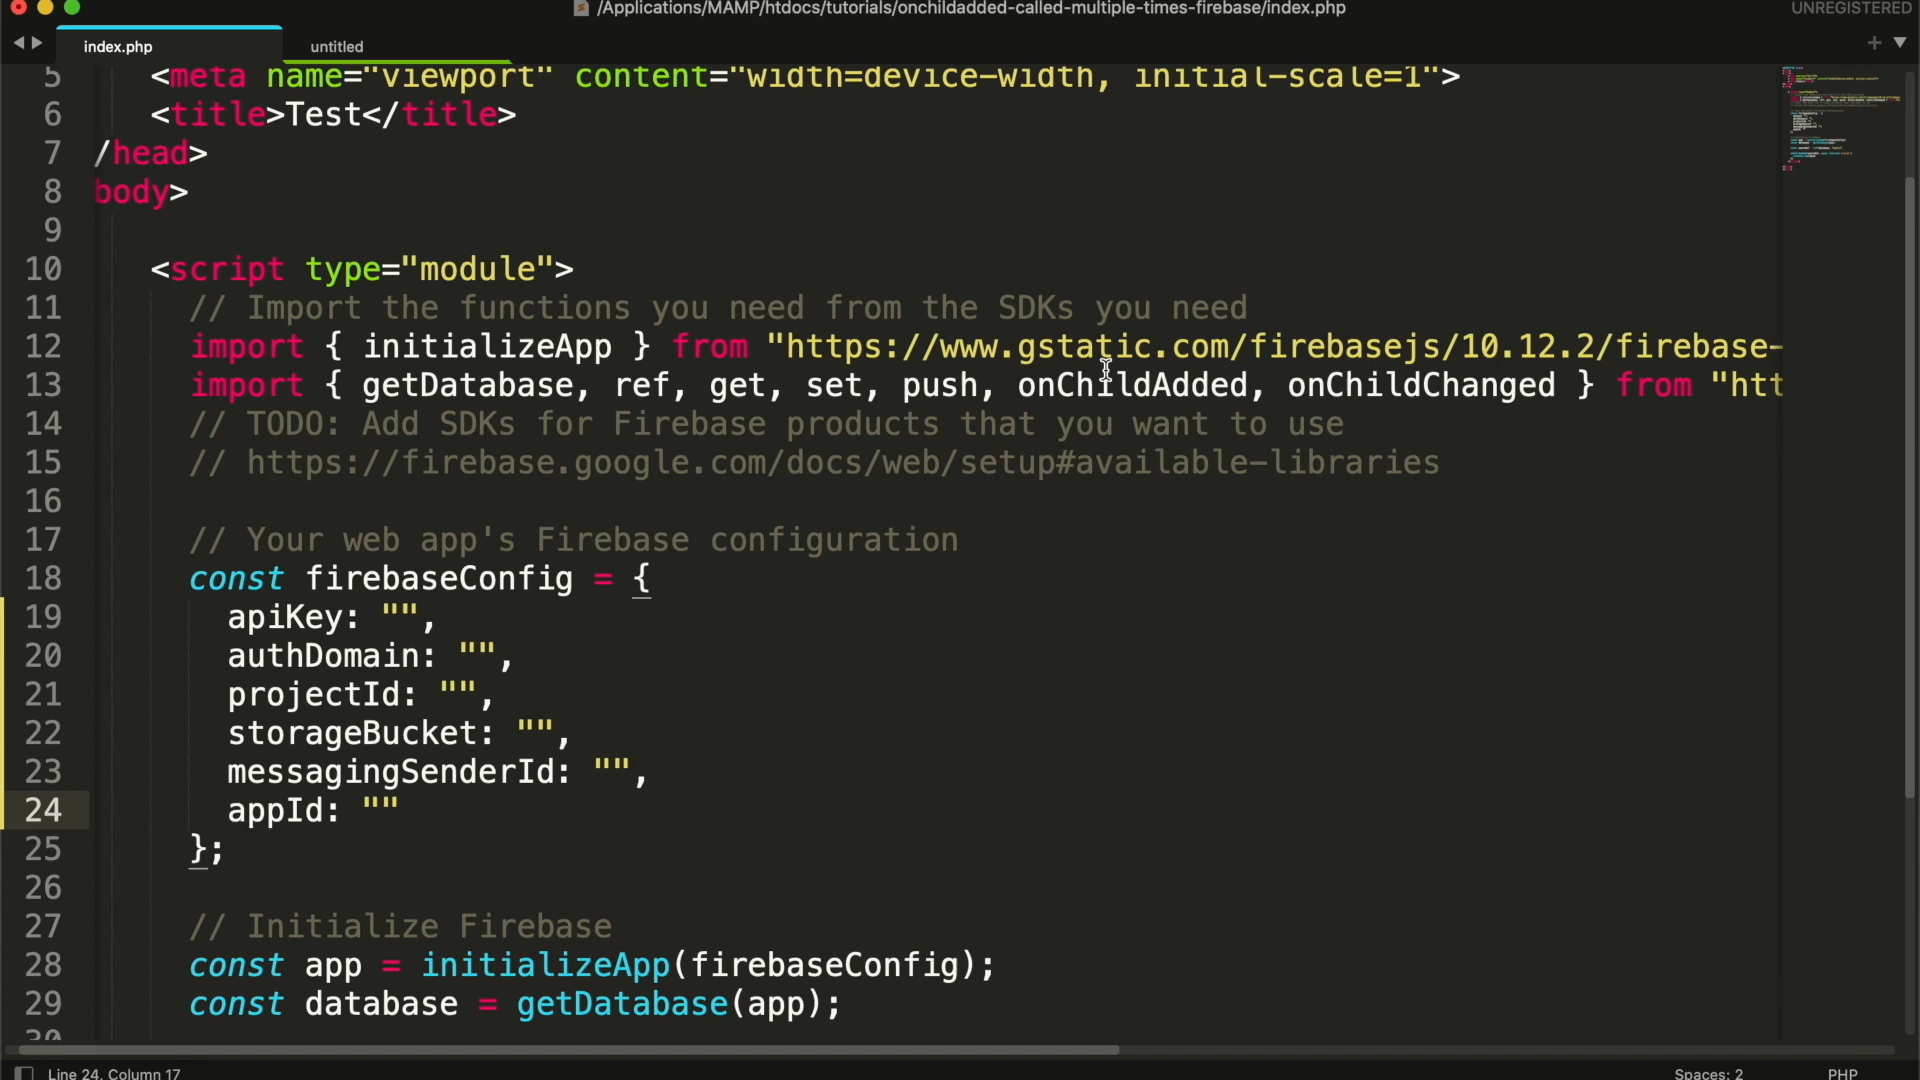 /Applications/MAMP/htdocs/tutorials/onchildadded-called-multiple-times-firebase/index.php
UNREGISTERED
index.php
untitled
5 <meta name="viewport" content="width=device-width, initial-scale=1">
6 <title>Test</title>
7 /head>
8 body>
9
10 <script type="module">
11 // Import the functions you need from the SDKs you need
12 import { initializeApp } from "https://www.gstatic.com/firebasejs/10.12.2/firebase-
13 import { getDatabase, ref, get, set, push, onChildAdded, onChildChanged } from "htt
14 // TODO: Add SDKs for Firebase products that you want to use
15 // https://firebase.google.com/docs/web/setup#available-libraries
16
17 // Your web app's Firebase configuration
18 const firebaseConfig = {
19 apiKey: "",
20 authDomain: "",
21 projectId: "",
22 storageBucket: "",
23 messagingSenderId: "",
24 appId: ""
25 };
26
27 // Initialize Firebase
28 const app = initializeApp(firebaseConfig);
29 const database = getDatabase(app);
30
Line 24, Column 17
Spaces: 2
PHP